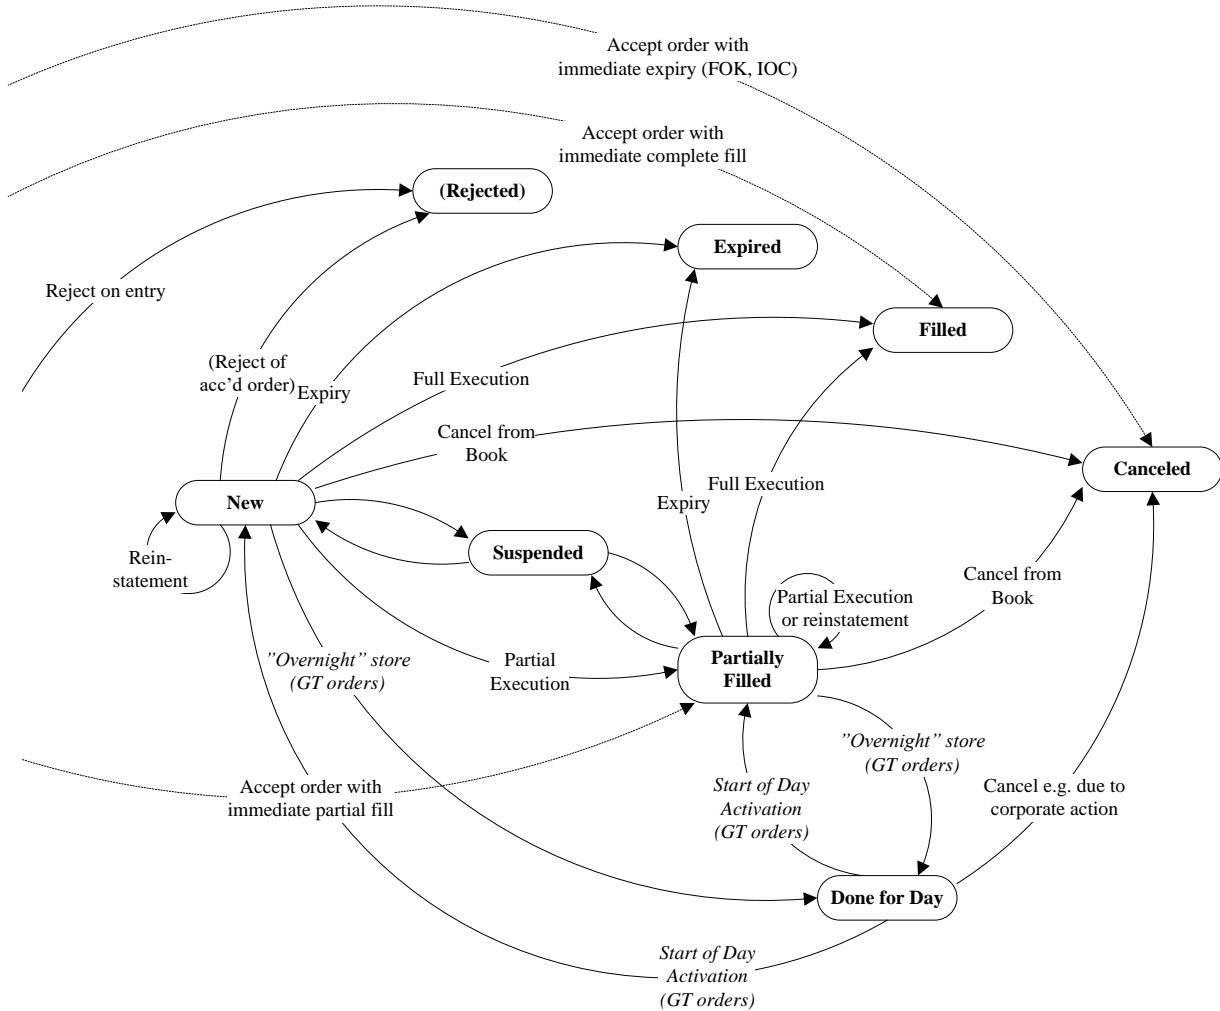 Accept order with
immediate expiry (FOK, IOC)
Accept order with
immediate complete fill
(Rejected)
Expired
Reject on entry
Filled
(Reject of
acc'd order)
Expiry
Full Execution
Cancel from
Book
Canceled
New
Expiry
Full Execution
Rein-
statement
Suspended
Cancel from
Book
Partial Execution
or reinstatement
”Overnight” store
(GT orders)
Partial
Execution
Partially
Filled
”Overnight” store
(GT orders)
Accept order with
immediate partial fill
Start of Day
Activation
(GT orders)
Cancel e.g. due to
corporate action
Done for Day
Start of Day
Activation
(GT orders)